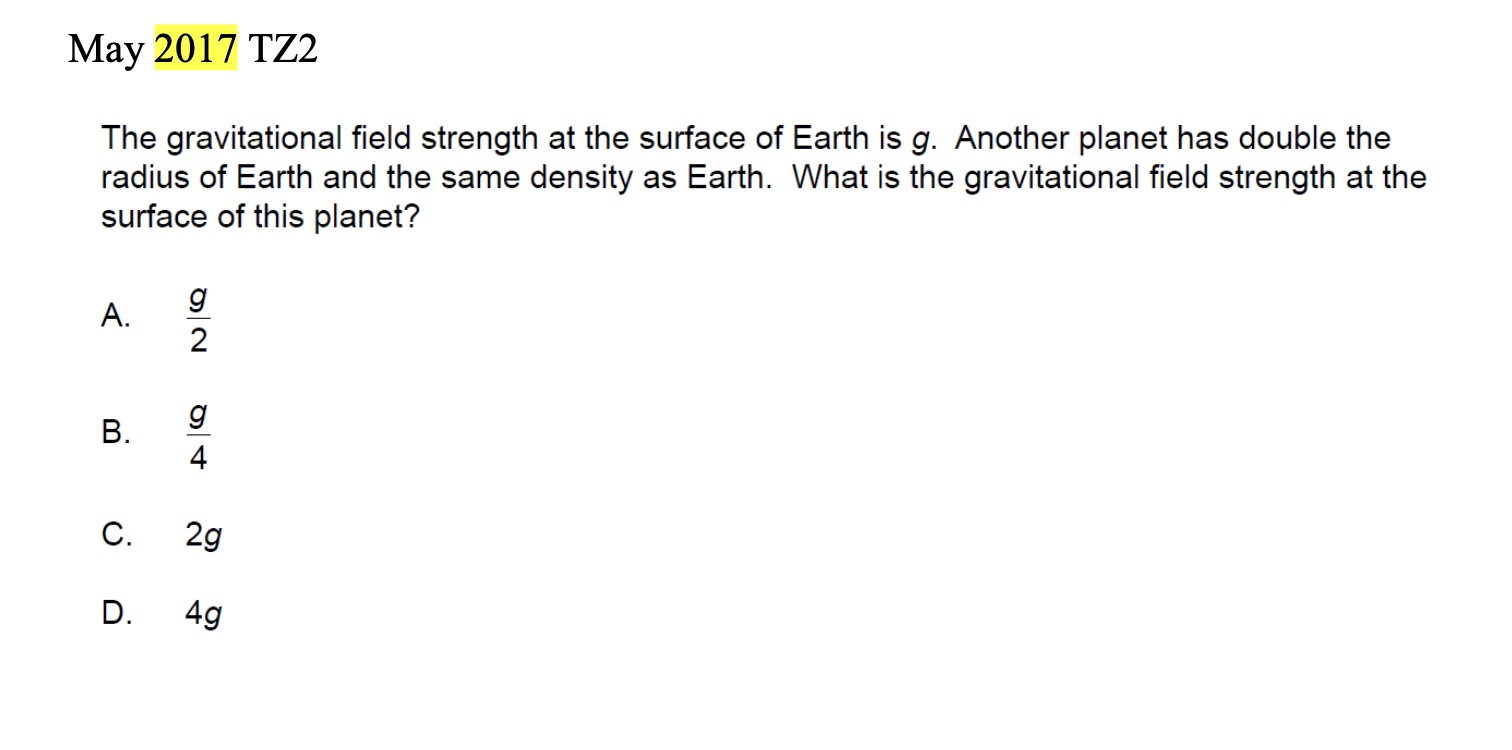 May 2017 TZ2
The gravitational field strength at the surface of Earth is g. Another planet has double the
radius of Earth and the same density as Earth. What is the gravitational field strength at the
surface of this planet?
A. g/2
B. g/4
C. 2g
D. 4g